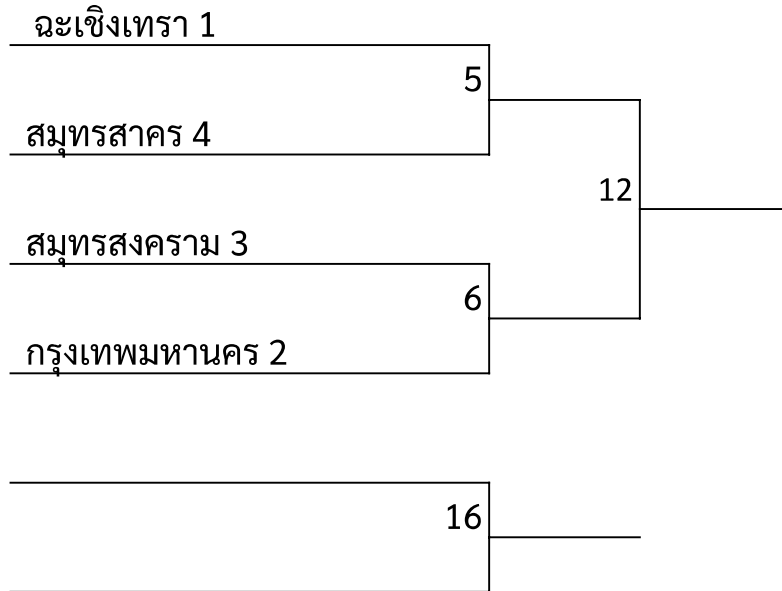 ฉะเชิงเทรา 1
5
สมุทรสาคร 4
12
สมุทรสงคราม 3
6
กรุงเทพมหานคร 2
16